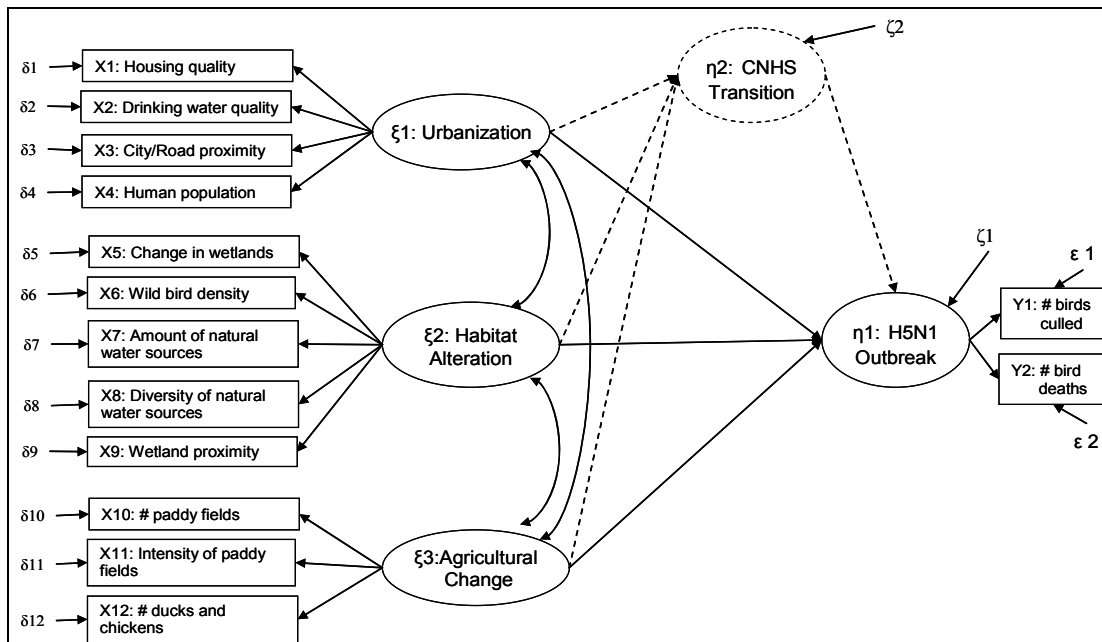 δ1
X1: Housing quality
δ2
X2: Drinking water quality
δ3
X3: City/Road proximity
δ4
X4: Human population
ξ1: Urbanization
η2: CNHS
Transition
ζ2
δ5
X5: Change in wetlands
δ6
X6: Wild bird density
δ7
X7: Amount of natural
water sources
δ8
X8: Diversity of natural
water sources
δ9
X9: Wetland proximity
ξ2: Habitat
Alteration
η1: H5N1
Outbreak
ζ1
ε 1
Y1: # birds
culled
Y2: # bird
deaths
ε 2
δ10
X10: # paddy fields
δ11
X11: Intensity of paddy
fields
δ12
X12: # ducks and
chickens
ξ3:Agricultural
Change